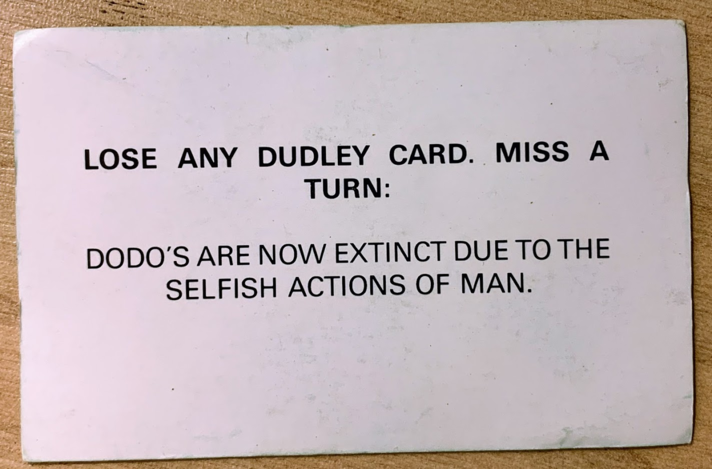 LOSE ANY DUDLEY CARD. MISS A
TURN:
DODO'S ARE NOW EXTINCT DUE TO THE
SELFISH ACTIONS OF MAN.